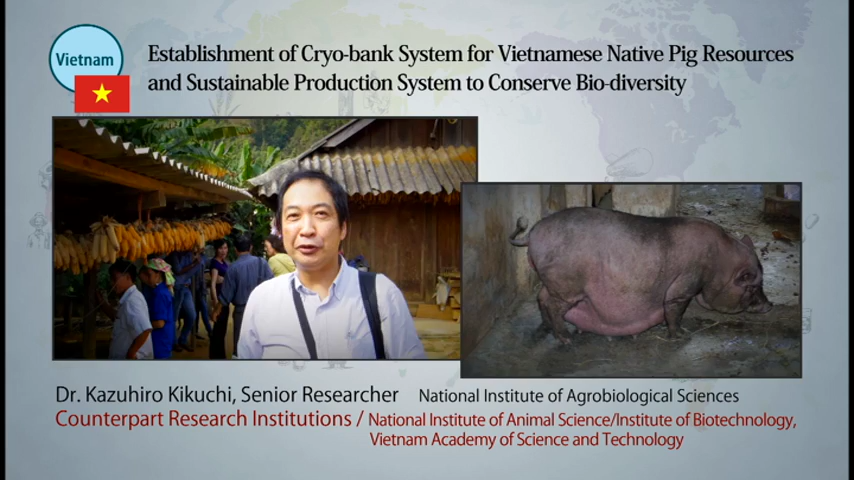 Vietnam
Establishment of Cryo-bank System for Vietnamese Native Pig Resources
and Sustainable Production System to Conserve Bio-diversity
Dr. Kazuhiro Kikuchi, Senior Researcher National Institute of Agrobiological Sciences
Counterpart Research Institutions / National Institute of Animal Science/Institute of Biotechnology,
Vietnam Academy of Science and Technology